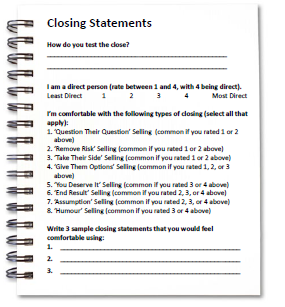 Closing Statements
How do you test the close?
I am a direct person (rate between 1 and 4, with 4 being direct).
Least Direct 1 2 3 4 Most Direct
I'm comfortable with the following types of closing (select all that
apply):
1. 'Question Their Question' Selling (common if you rated 1 or 2
above)
2. 'Remove Risk' Selling (common if you rated 1 or 2 above)
3. 'Take Their Side' Selling (common if you rated 1 or 2 above)
4. 'Give Them Options' Selling (common if you rated 1, 2, or 3
above)
5. 'You Deserve It' Selling (common if you rated 3 or 4 above)
6. 'End Result' Selling (common if you rated 2, 3, or 4 above)
7. 'Assumption' Selling (common if you rated 2, 3, or 4 above)
8. 'Humour' Selling (common if you rated 3 or 4 above)
Write 3 sample closing statements that you would feel
comfortable using:
1.
2.
3.